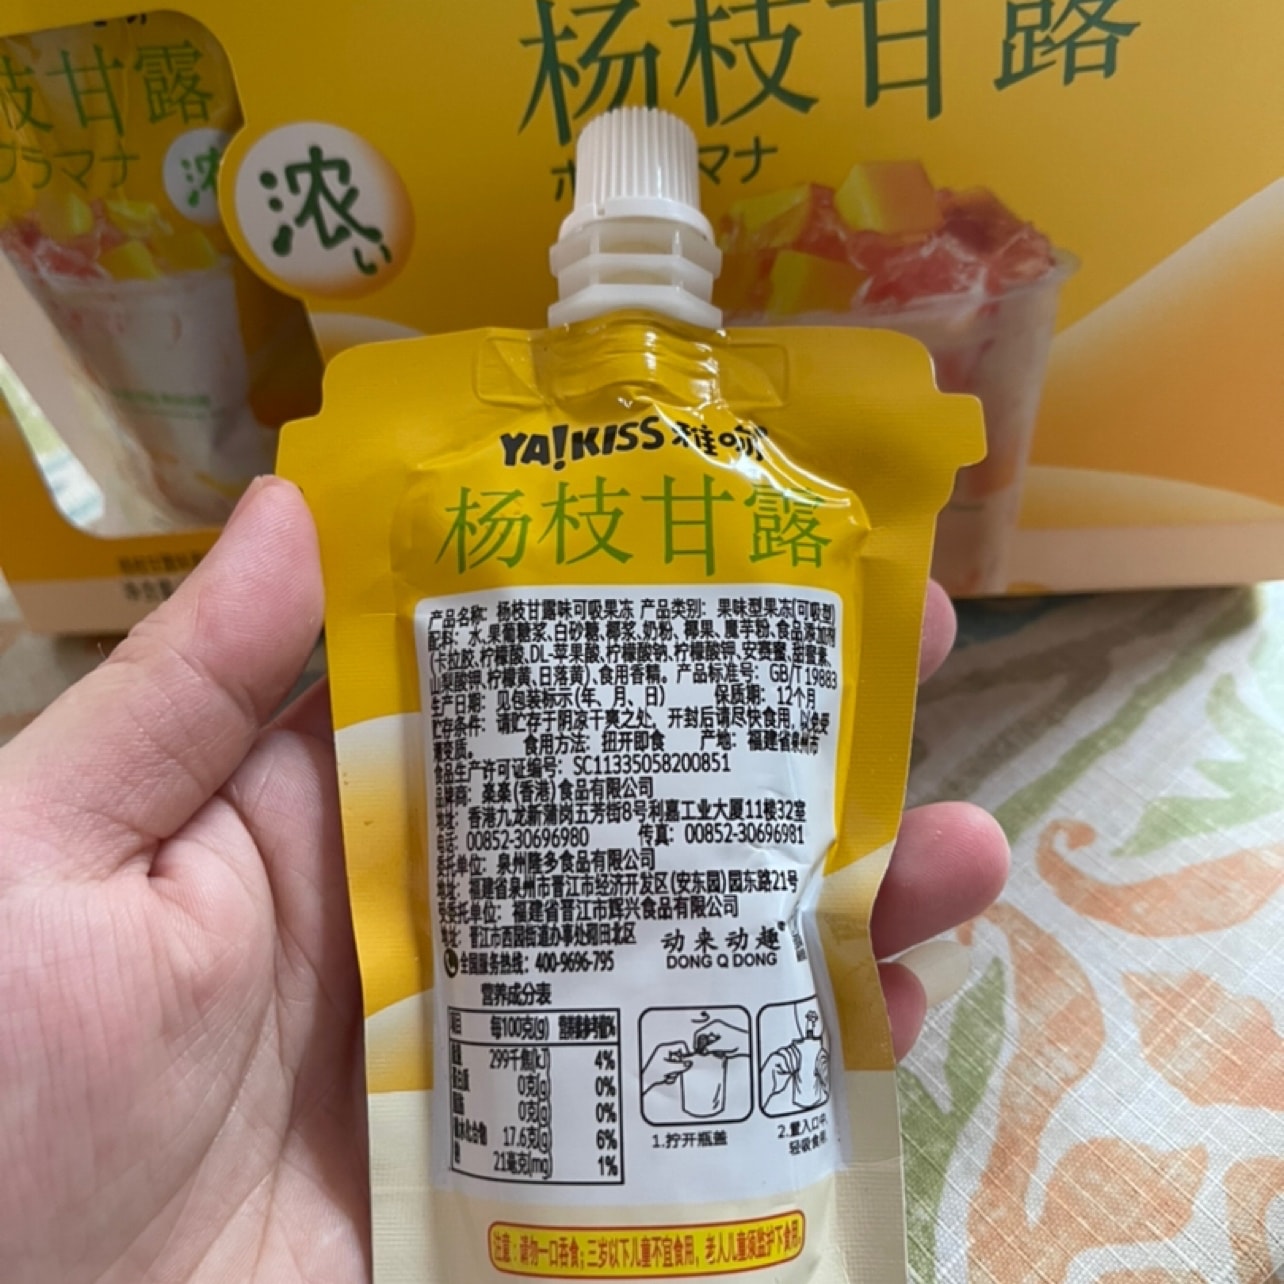 杨枝甘露
枝甘露
マナ
プラマナ
浓
浓い
YA!KISS 雅吻
杨枝甘露
产品名称：杨枝甘露味可吸果冻 产品类别：果味型果冻(可吸型)
配料：水、果葡糖浆、白砂糖、椰浆、奶粉、椰果、魔芋粉、食品添加剂
(卡拉胶、柠檬酸、DL-苹果酸、柠檬酸钠、柠檬酸钾、安赛蜜、甜蜜素、
山梨酸钾、柠檬黄、日落黄)、食用香精。产品标准号：GB/T 19883
生产日期：见包装标示(年、月、日) 保质期：12个月
贮存条件：请贮存于阴凉干爽之处，开封后请尽快食用，以免受
潮变质。 食用方法：扭开即食 产地：福建省泉州市
食品生产许可证编号：SC11335058200851
品牌商：亲亲(香港)食品有限公司
地址：香港九龙新蒲岗五芳街8号利嘉工业大厦11楼32室
电话：00852-30696980 传真：00852-30696981
委托单位：泉州隆多食品有限公司
地址：福建省泉州市晋江市经济开发区(安东园)园东路21号
受委托单位：福建省晋江市辉兴食品有限公司
地址：晋江市西园街道办事处砌田北区
动来动趣
DONG Q DONG
全国服务热线：400-9696-795
营养成分表
项目 每100克(g) 营养素参考值%
能量 299千焦(kJ) 4%
蛋白质 0克(g) 0%
脂肪 0克(g) 0%
碳水化合物 17.6克(g) 6%
钠 21毫克(mg) 1%
1.拧开瓶盖
2.置入口中
轻吸食用
注意：请勿一口吞食；三岁以下儿童不宜食用，老人儿童须监护下食用